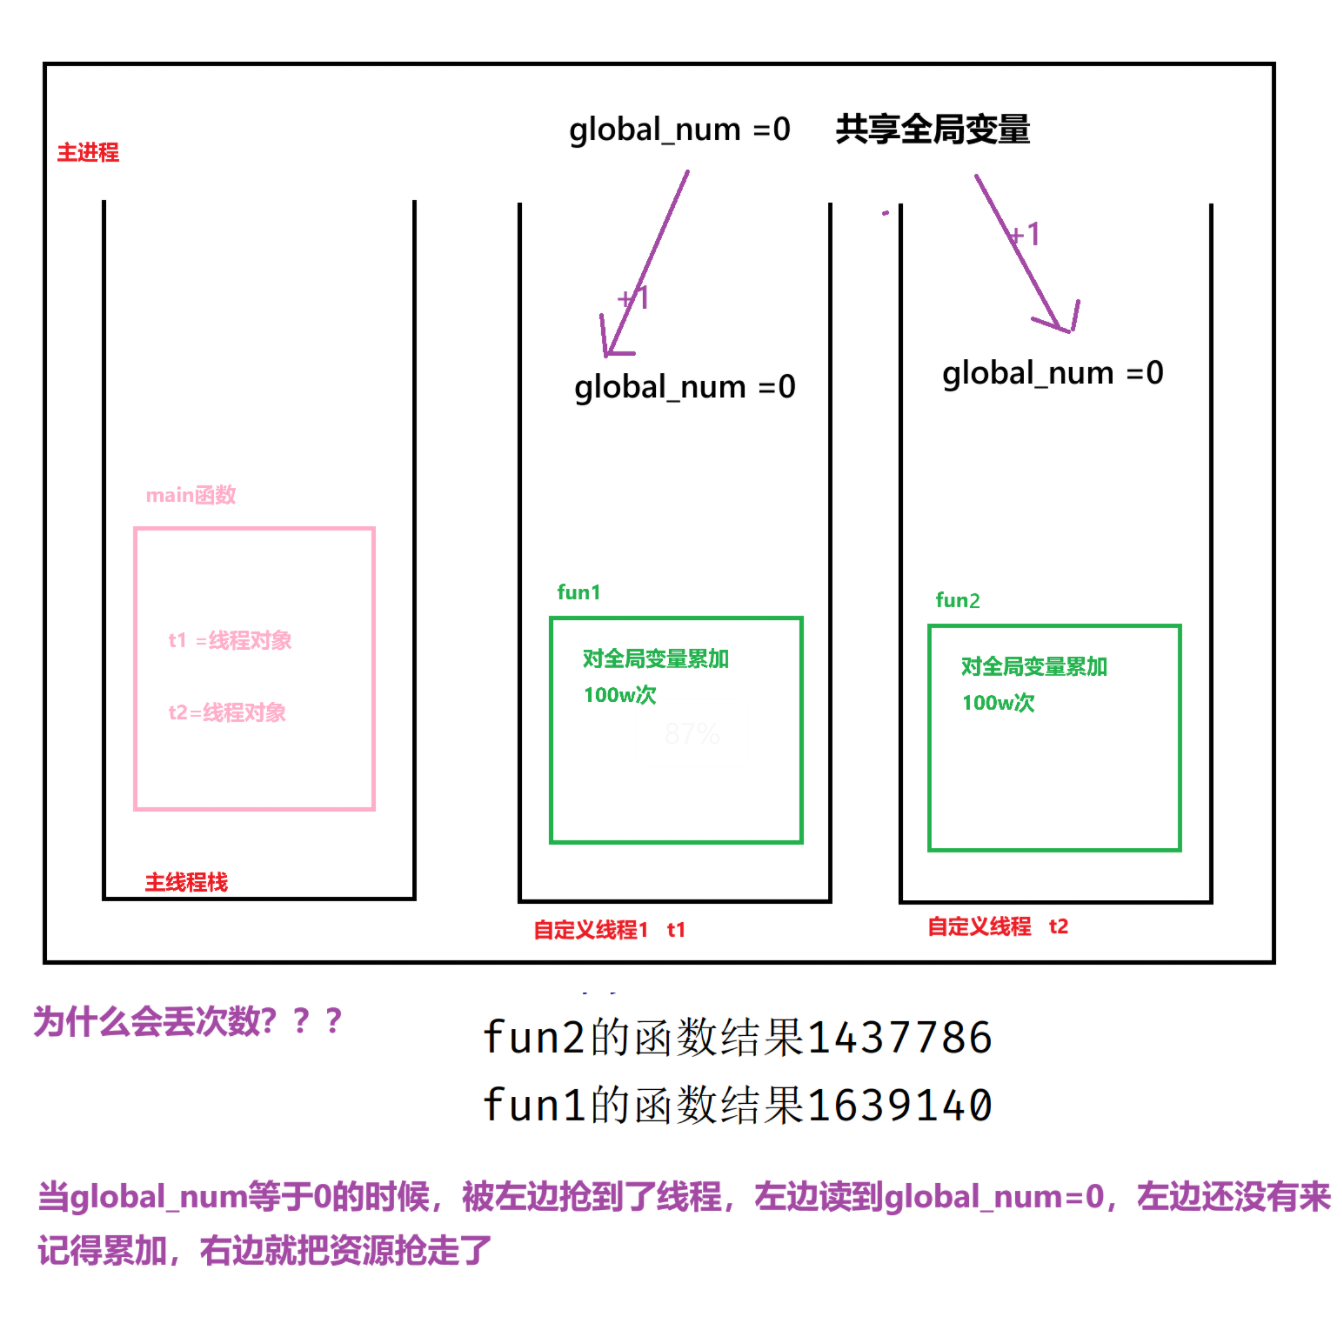 global_num =0 共享全局变量
主进程
+1
+1
global_num =0
global_num =0
main函数
t1 =线程对象
t2=线程对象
主线程栈
fun1
对全局变量累加
100w次
87%
自定义线程1 t1
fun2
对全局变量累加
100w次
自定义线程 t2
为什么会丢次数？？？
fun2的函数结果1437786
fun1的函数结果1639140
当global_num等于0的时候，被左边抢到了线程，左边读到global_num=0，左边还没有来
记得累加，右边就把资源抢走了